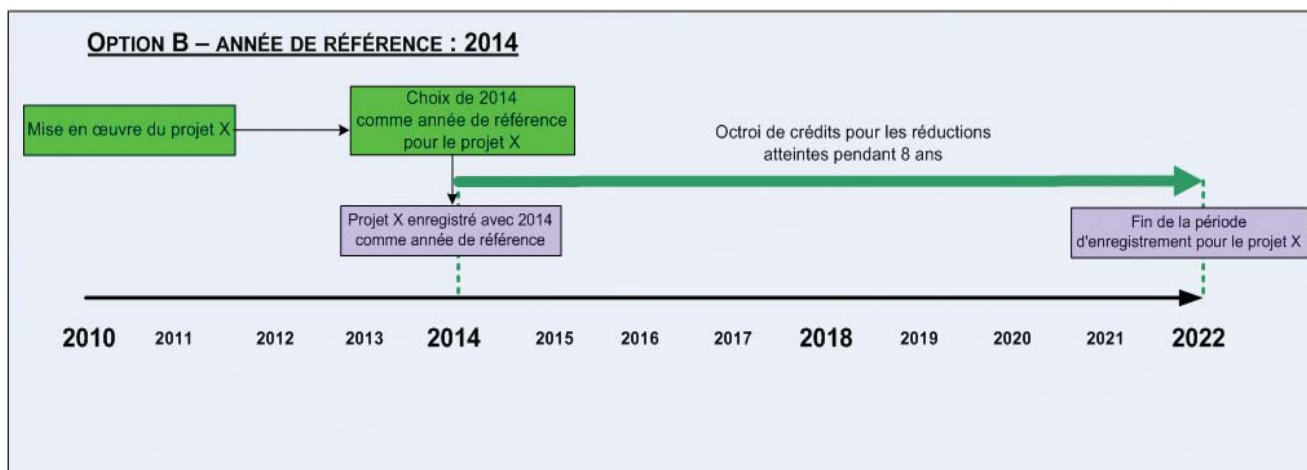 OPTION B – ANNÉE DE RÉFÉRENCE : 2014
Mise en œuvre du projet X
Choix de 2014
comme année de référence
pour le projet X
Octroi de crédits pour les réductions
atteintes pendant 8 ans
Projet X enregistré avec 2014
comme année de référence
Fin de la période
d'enregistrement pour le projet X
2010 2011 2012 2013 2014 2015 2016 2017 2018 2019 2020 2021 2022